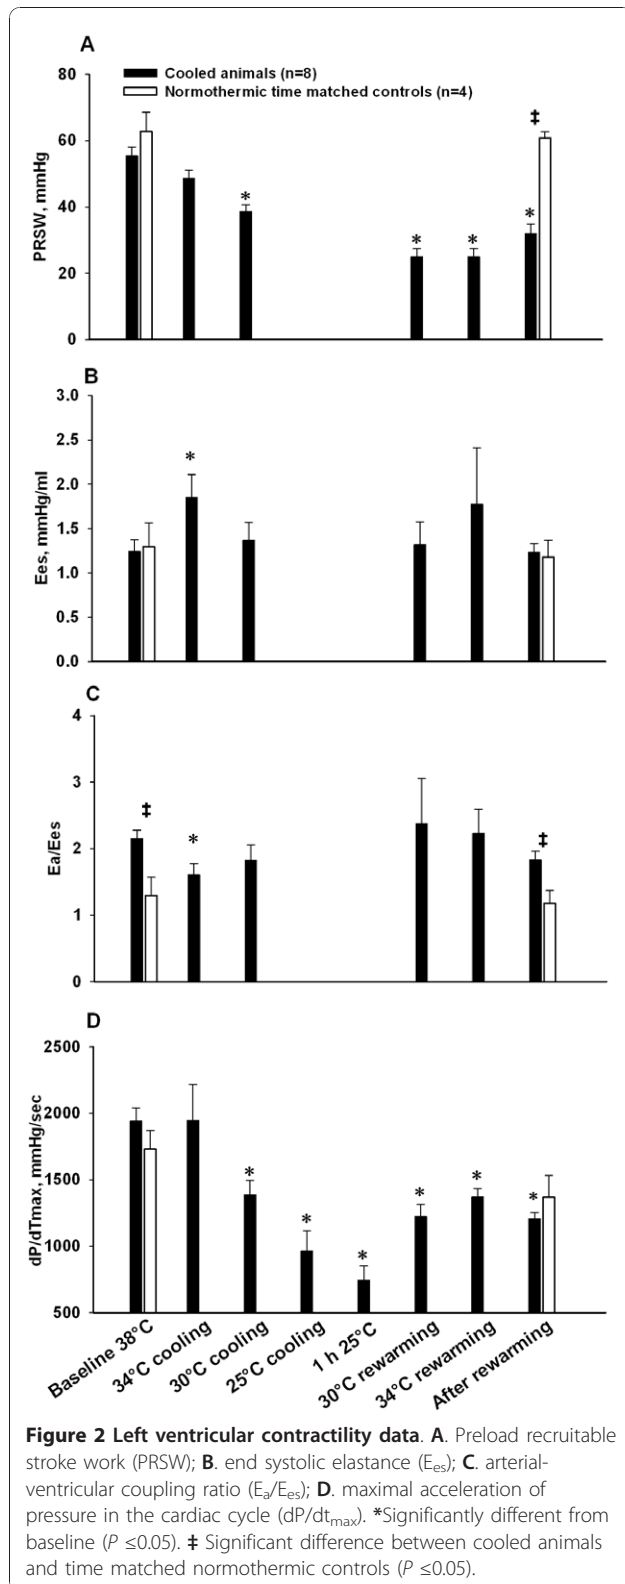 A
80
60
40
20
0
PRSW, mmHg
Cooled animals (n=8)
Normothermic time matched controls (n=4)
*
*
*
*
‡
B
3.0
2.5
2.0
1.5
1.0
0.5
0.0
Ees, mmHg/ml
*
C
4
3
2
1
0
Ea/Ees
‡
*
‡
D
2500
2000
1500
1000
500
dP/dTmax, mmHg/sec
*
*
*
*
*
*
Baseline 38°C
34°C cooling
30°C cooling
25°C cooling
1 h 25°C
30°C rewarming
34°C rewarming
After rewarming
Figure 2 Left ventricular contractility data. A. Preload recruitable
stroke work (PRSW); B. end systolic elastance (Ees); C. arterial-
ventricular coupling ratio (Ea/Ees); D. maximal acceleration of
pressure in the cardiac cycle (dP/dtmax). *Significantly different from
baseline (P ≤0.05). ‡ Significant difference between cooled animals
and time matched normothermic controls (P ≤0.05).